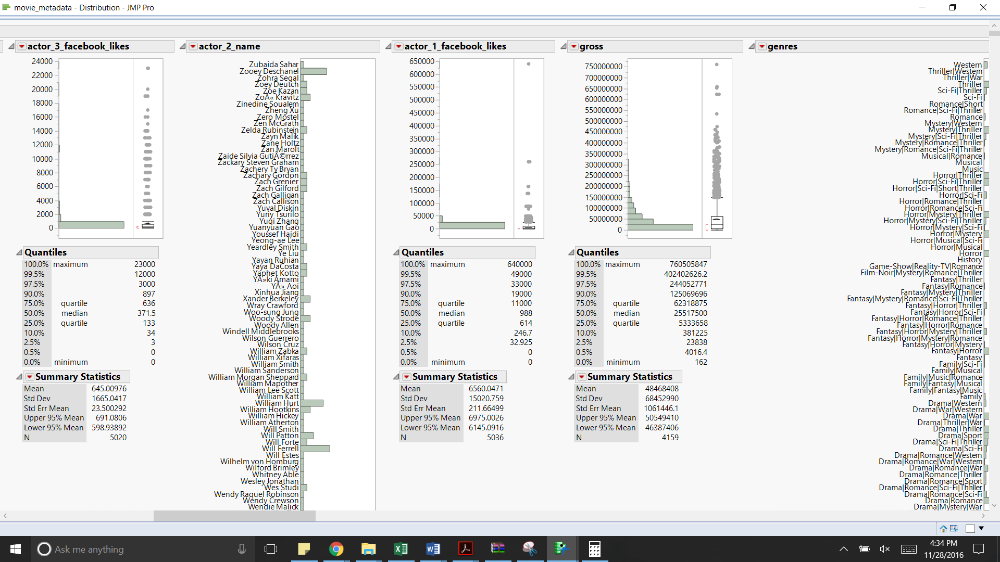 movie_metadata - Distribution - JMP Pro
actor_3_facebook_likes
24000
22000
20000
18000
16000
14000
12000
10000
8000
6000
4000
2000
0
Quantiles
100.0% maximum 23000
99.5% 12000
97.5% 3000
90.0% 897
75.0% quartile 636
50.0% median 371.5
25.0% quartile 133
10.0% 34
2.5% 3
0.5% 0
0.0% minimum 0
Summary Statistics
Mean 645.00976
Std Dev 1665.0417
Std Err Mean 23.500292
Upper 95% Mean 691.0806
Lower 95% Mean 598.93892
N 5020
actor_2_name
Zubaida Sahar
Zooey Deschanel
Zohra Segal
Zoey Deutch
Zoe Kazan
ZoÃ« Kravitz
Zinedine Soualem
Zheng Xu
Zero Mostel
Zen McGrath
Zelda Rubinstein
Zayn Malik
Zane Holtz
Zan Marolt
Zaide Silvia GutiÃ©rrez
Zackary Steven Graham
Zachery Ty Bryan
Zachary Gordon
Zach Grenier
Zach Gilford
Zach Galligan
Zach Callison
Yuval Diskin
Yuriy Tsurilo
Yuqi Zhang
Yuanyuan Gao
Youssef Hajdi
Yeong-ae Lee
Yeardley Smith
Ye Liu
Yayan Ruhian
Yaya DaCosta
Yaphet Kotto
YÃ»ki Amami
YÃ» Aoi
Xinhua Jiang
Xander Berkeley
Wray Crawford
Woo-sung Jung
Woody Strode
Woody Allen
Windell Middlebrooks
Wilson Guerrero
Wilson Cruz
William Zabka
William Xifaras
William Smith
William Sanderson
William Morgan Sheppard
William Mapother
William Lee Scott
William Katt
William Hurt
William Hootkins
William Hickey
William Atherton
Will Smith
Will Patton
Will Forte
Will Ferrell
Will Estes
Wilhelm von Homburg
Wilford Brimley
Whitney Able
Wesley Jonathan
Wes Studi
Wendy Raquel Robinson
Wendy Crewson
Wendie Malick
actor_1_facebook_likes
650000
600000
550000
500000
450000
400000
350000
300000
250000
200000
150000
100000
50000
0
Quantiles
100.0% maximum 640000
99.5% 49000
97.5% 33000
90.0% 19000
75.0% quartile 11000
50.0% median 988
25.0% quartile 614
10.0% 246.7
2.5% 32.925
0.5% 0
0.0% minimum 0
Summary Statistics
Mean 6560.0471
Std Dev 15020.759
Std Err Mean 211.66499
Upper 95% Mean 6975.0026
Lower 95% Mean 6145.0916
N 5036
gross
750000000
700000000
650000000
600000000
550000000
500000000
450000000
400000000
350000000
300000000
250000000
200000000
150000000
100000000
50000000
0
Quantiles
100.0% maximum 760505847
99.5% 402402626.2
97.5% 244052771
90.0% 125069696
75.0% quartile 62318875
50.0% median 25517500
25.0% quartile 5333658
10.0% 381225
2.5% 23838
0.5% 4016.4
0.0% minimum 162
Summary Statistics
Mean 48468408
Std Dev 68452990
Std Err Mean 1061446.1
Upper 95% Mean 50549410
Lower 95% Mean 46387406
N 4159
genres
Western
Thriller|Western
Thriller|War
Thriller
Sci-Fi|Thriller
Sci-Fi
Romance|Short
Romance|Sci-Fi|Thriller
Romance
Mystery|Western
Mystery|Thriller
Mystery|Sci-Fi|Thriller
Mystery|Romance|Thriller
Mystery|Romance|Sci-Fi|Thriller
Musical|Romance
Musical
Music
Horror|Thriller
Horror|Sci-Fi|Thriller
Horror|Sci-Fi|Short|Thriller
Horror|Sci-Fi
Horror|Romance|Thriller
Horror|Romance|Sci-Fi
Horror|Mystery|Thriller
Horror|Mystery|Sci-Fi|Thriller
Horror|Mystery|Sci-Fi
Horror|Mystery
Horror|Musical|Sci-Fi
Horror|Musical
Horror
History
Game-Show|Reality-TV|Romance
Film-Noir|Mystery|Romance|Thriller
Fantasy|Thriller
Fantasy|Romance
Fantasy|Mystery|Thriller
Fantasy|Mystery|Romance|Sci-Fi|Thriller
Fantasy|Horror|Thriller
Fantasy|Horror|Sci-Fi
Fantasy|Horror|Romance|Thriller
Fantasy|Horror|Romance
Fantasy|Horror|Mystery|Thriller
Fantasy|Horror|Mystery|Romance
Fantasy|Horror|Mystery
Fantasy|Horror
Fantasy
Family|Sci-Fi
Family|Musical
Family|Music|Romance
Family|Fantasy|Musical
Family|Fantasy|Music
Family
Drama|Western
Drama|War|Western
Drama|War
Drama|Thriller|War
Drama|Thriller
Drama|Sport
Drama|Sci-Fi|Thriller
Drama|Sci-Fi
Drama|Romance|Western
Drama|Romance|War|Western
Drama|Romance|War
Drama|Romance|Thriller
Drama|Romance|Sport
Drama|Romance|Sci-Fi|Thriller
Drama|Romance|Sci-Fi
Drama|Romance
Drama|Mystery|War
Ask me anything
4:34 PM
11/28/2016